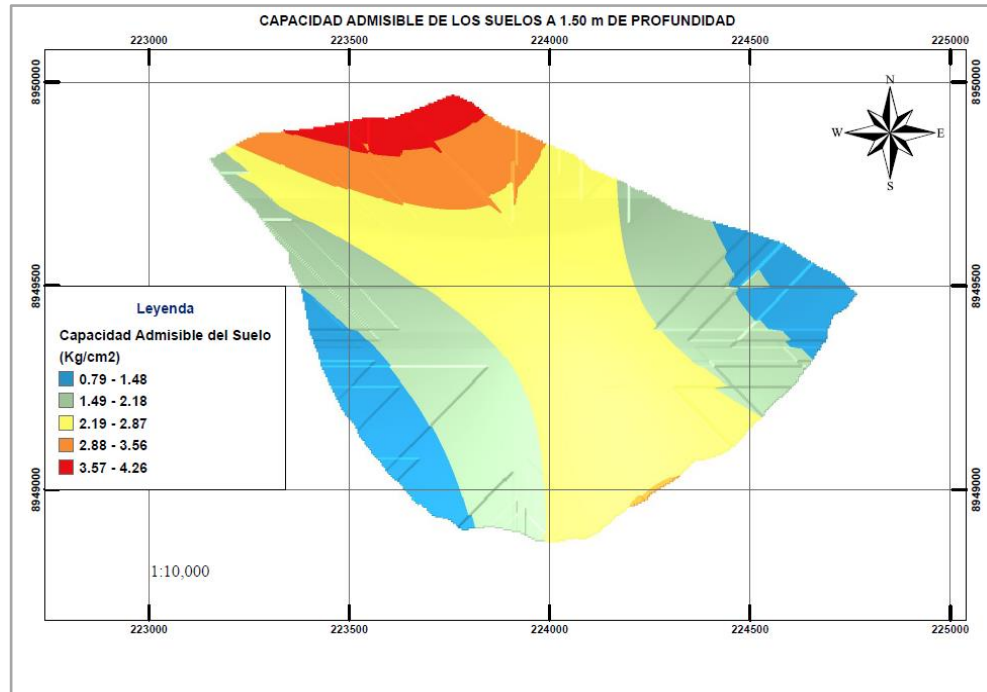 CAPACIDAD ADMISIBLE DE LOS SUELOS A 1.50 m DE PROFUNDIDAD
223000 223500 224000 224500 225000
8950000 8950000
N
W E
S
8949500 8949500
Leyenda
Capacidad Admisible del Suelo
(Kg/cm2)
0.79 - 1.48
1.49 - 2.18
2.19 - 2.87
2.88 - 3.56
3.57 - 4.26
8949000 8949000
1:10,000
223000 223500 224000 224500 225000